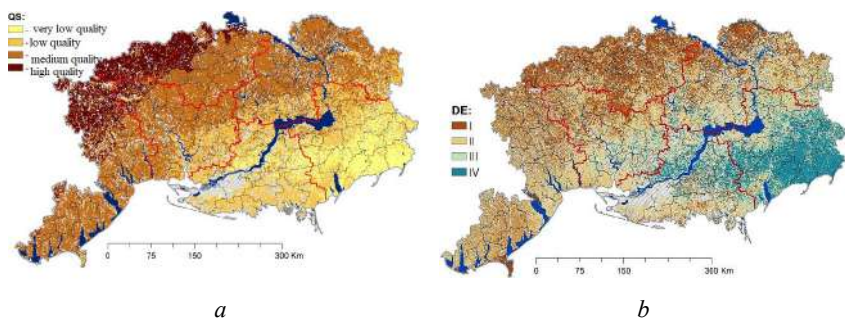 QS:
- very low quality
- low quality
- medium quality
- high quality
0 75 150 300 Km
a
DE:
I
II
III
IV
0 75 150 300 Km
b